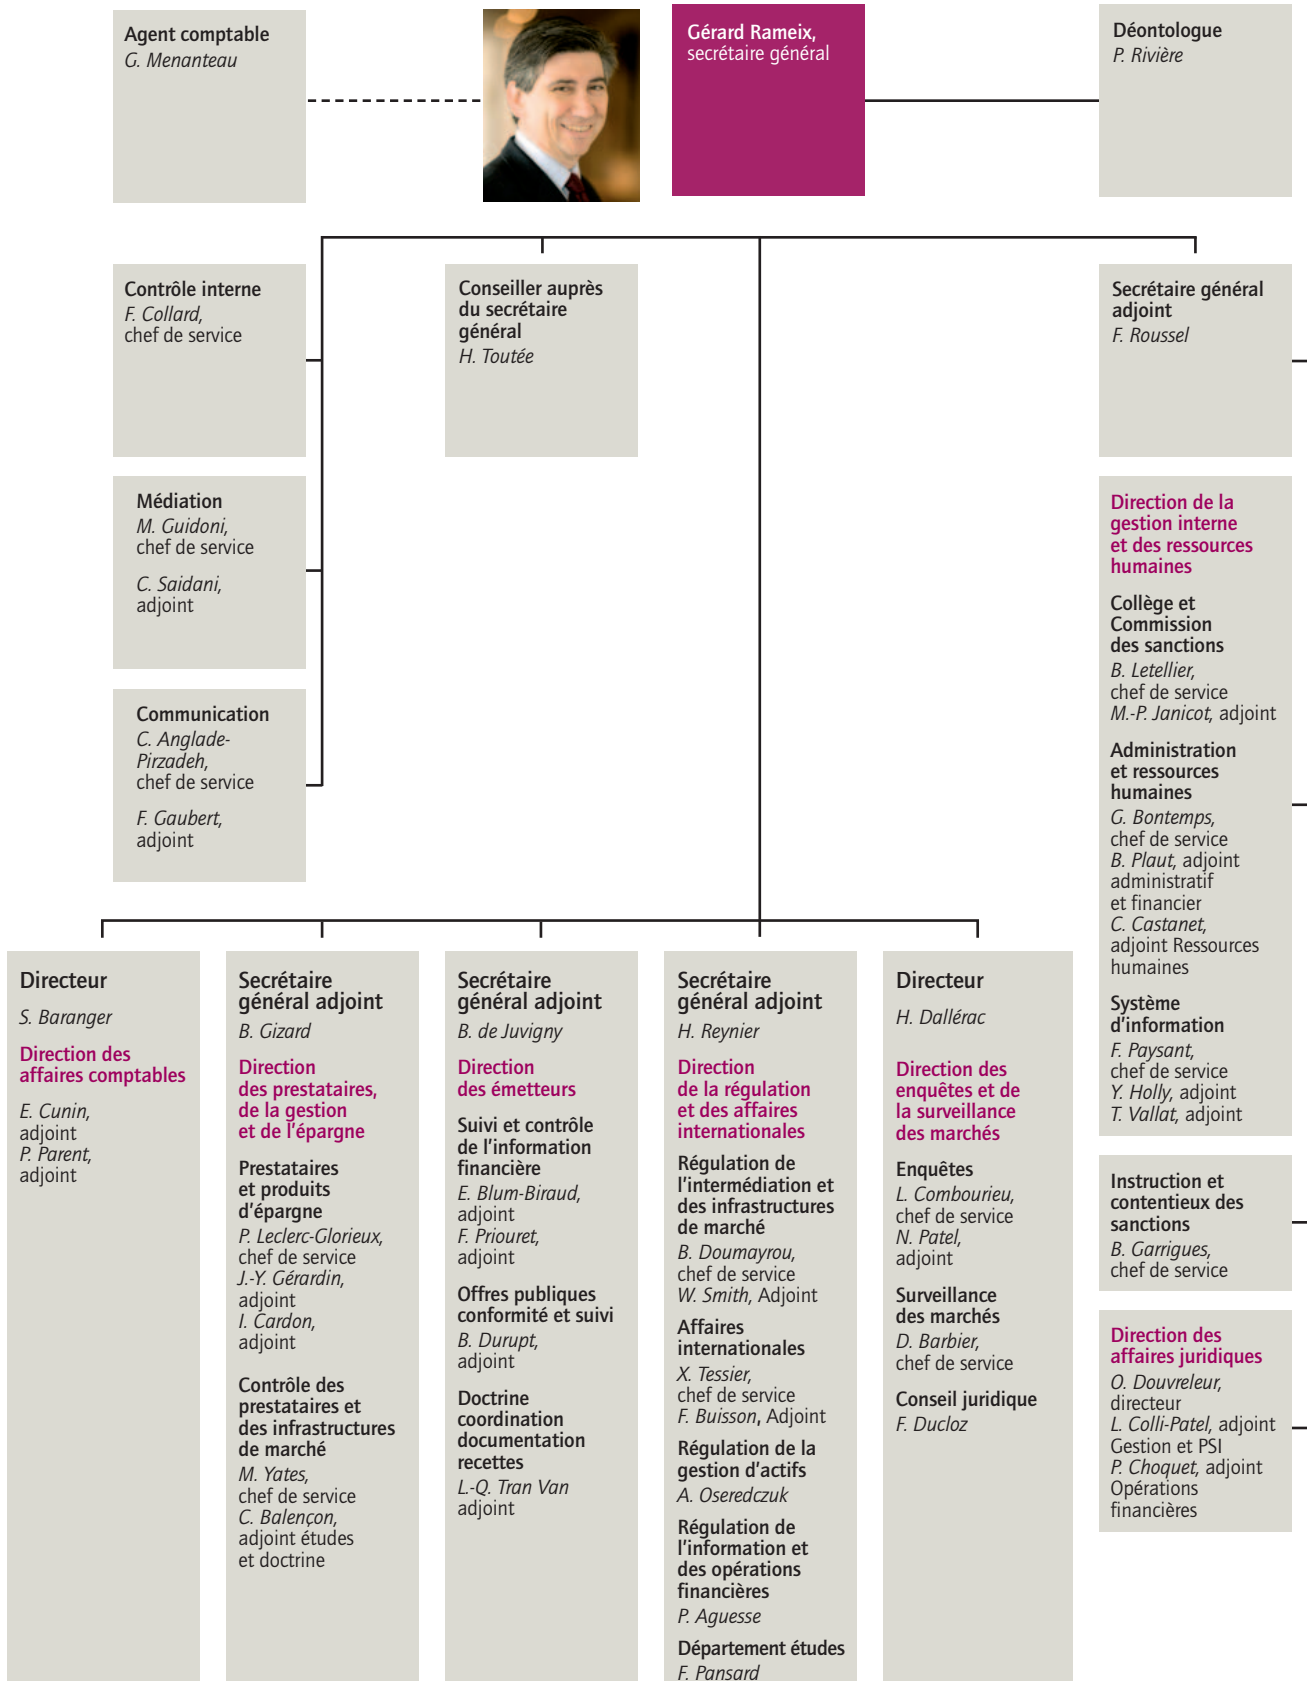 Agent comptable
G. Menanteau
Gérard Rameix,
secrétaire général
Déontologue
P. Rivière
Contrôle interne
F. Collard,
chef de service
Conseiller auprès
du secrétaire
général
H. Toutée
Secrétaire général
adjoint
F. Roussel
Médiation
M. Guidoni,
chef de service
C. Saidani,
adjoint
Communication
C. Anglade-
Pirzadeh,
chef de service
F. Gaubert,
adjoint
Direction de la
gestion interne
et des ressources
humaines
Collège et
Commission
des sanctions
B. Letellier,
chef de service
M.-P. Janicot, adjoint
Administration
et ressources
humaines
G. Bontemps,
chef de service
B. Plaut, adjoint
administratif
et financier
C. Castanet,
adjoint Ressources
humaines
Système
d'information
F. Paysant,
chef de service
Y. Holly, adjoint
T. Vallat, adjoint
Instruction et
contentieux des
sanctions
B. Garrigues,
chef de service
Direction des
affaires juridiques
O. Douvreleur,
directeur
L. Colli-Patel, adjoint
Gestion et PSI
P. Choquet, adjoint
Opérations
financières
Directeur
S. Baranger
Direction des
affaires comptables
E. Cunin,
adjoint
P. Parent,
adjoint
Secrétaire
général adjoint
B. Gizard
Direction
des prestataires,
de la gestion
et de l'épargne
Prestataires
et produits
d'épargne
P. Leclerc-Glorieux,
chef de service
J.-Y. Gérardin,
adjoint
I. Cardon,
adjoint
Contrôle des
prestataires et
des infrastructures
de marché
M. Yates,
chef de service
C. Balençon,
adjoint études
et doctrine
Secrétaire
général adjoint
B. de Juvigny
Direction
des émetteurs
Suivi et contrôle
de l'information
financière
E. Blum-Biraud,
adjoint
F. Priouret,
adjoint
Offres publiques
conformité et suivi
B. Durupt,
adjoint
Doctrine
coordination
documentation
recettes
L.-Q. Tran Van
adjoint
Secrétaire
général adjoint
H. Reynier
Direction
de la régulation
et des affaires
internationales
Régulation de
l'intermédiation et
des infrastructures
de marché
B. Doumayrou,
chef de service
W. Smith, Adjoint
Affaires
internationales
X. Tessier,
chef de service
F. Buisson, Adjoint
Régulation de la
gestion d'actifs
A. Oseredczuk
Régulation de
l'information et
des opérations
financières
P. Aguesse
Département études
F. Pansard
Directeur
H. Dallérac
Direction des
enquêtes et de
la surveillance
des marchés
Enquêtes
L. Combourieu,
chef de service
N. Patel,
adjoint
Surveillance
des marchés
D. Barbier,
chef de service
Conseil juridique
F. Ducloz